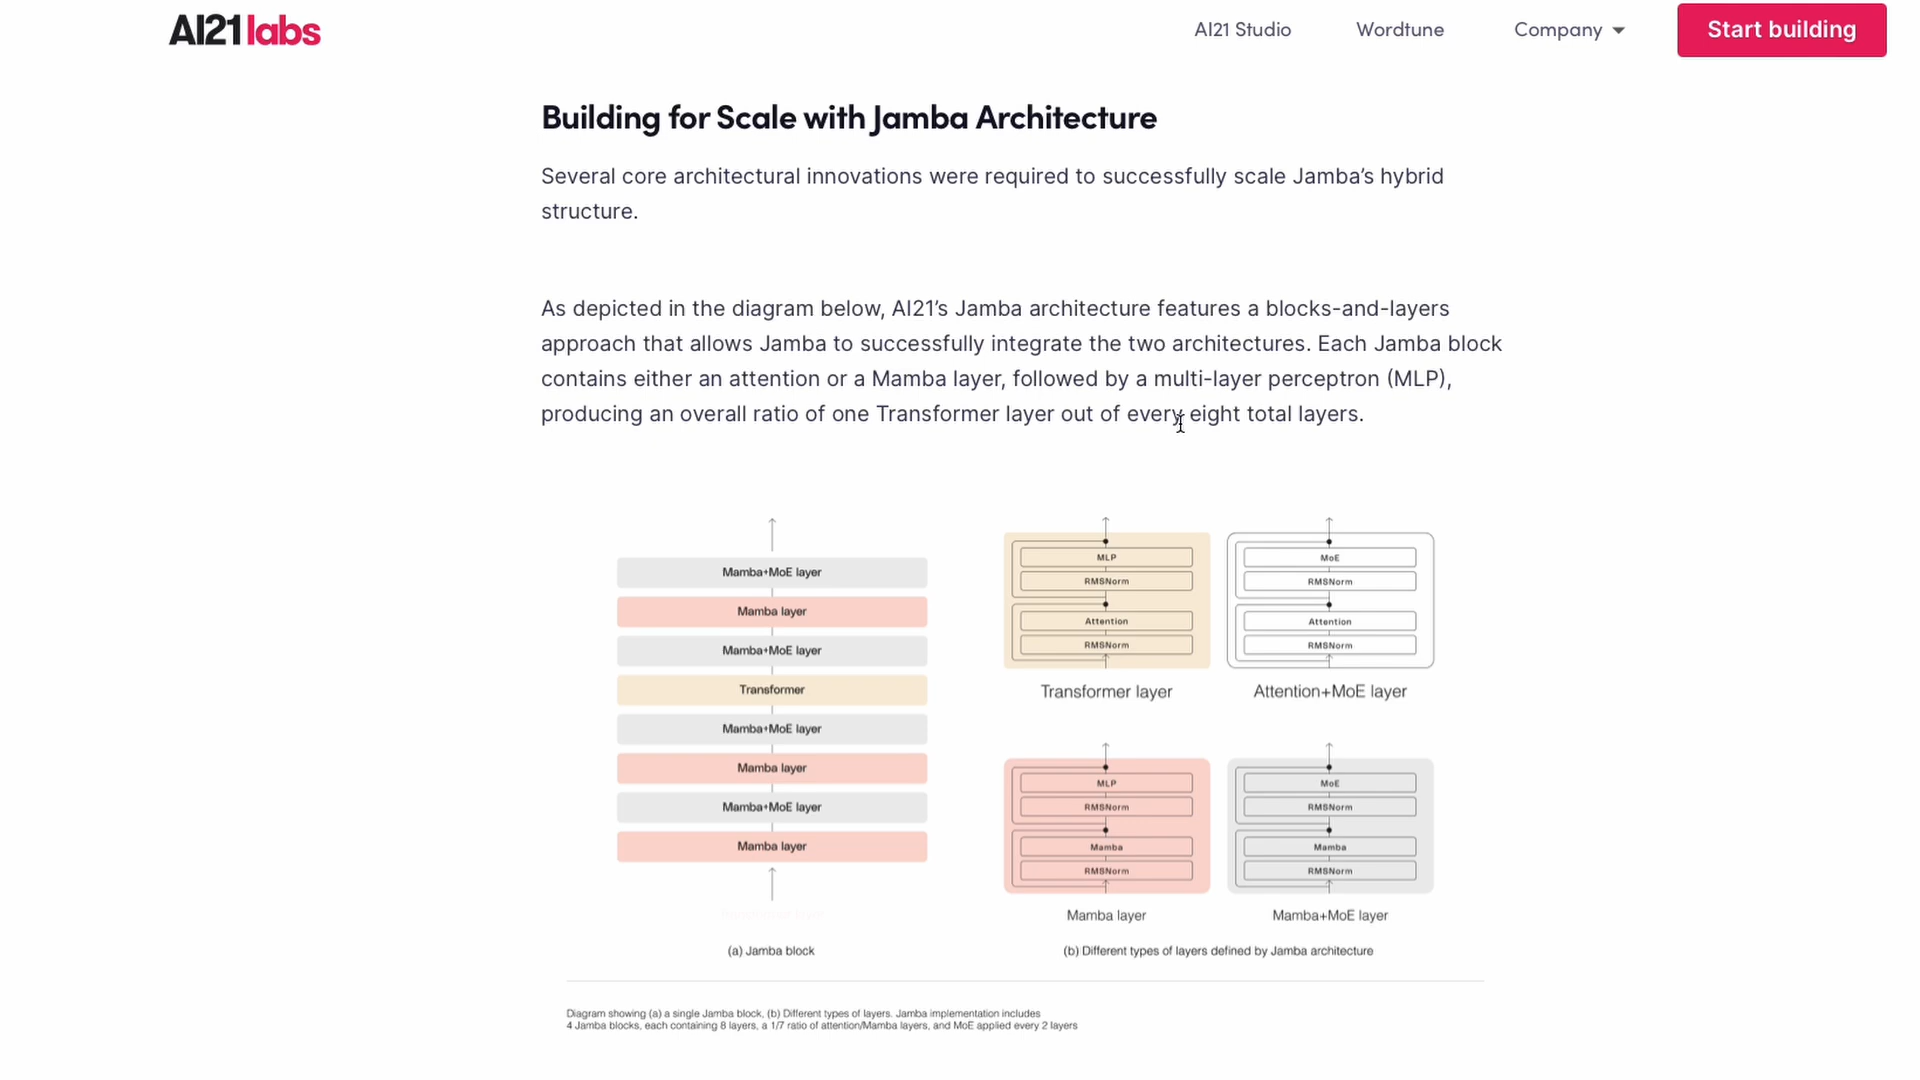 AI21labs
AI21 Studio
Wordtune
Company
Start building
Building for Scale with Jamba Architecture
Several core architectural innovations were required to successfully scale Jamba’s hybrid
structure.
As depicted in the diagram below, AI21’s Jamba architecture features a blocks-and-layers
approach that allows Jamba to successfully integrate the two architectures. Each Jamba block
contains either an attention or a Mamba layer, followed by a multi-layer perceptron (MLP),
producing an overall ratio of one Transformer layer out of every eight total layers.
Mamba+MoE layer
Mamba layer
Mamba+MoE layer
Transformer
Mamba+MoE layer
Mamba layer
Mamba+MoE layer
Mamba layer
(a) Jamba block
MLP
RMSNorm
Attention
RMSNorm
Transformer layer
MoE
RMSNorm
Attention
RMSNorm
Attention+MoE layer
MLP
RMSNorm
Mamba
RMSNorm
Mamba layer
MoE
RMSNorm
Mamba
RMSNorm
Mamba+MoE layer
(b) Different types of layers defined by Jamba architecture
Diagram showing (a) a single Jamba block, (b) Different types of layers. Jamba implementation includes
4 Jamba blocks, each containing 8 layers, a 1/7 ratio of attention/Mamba layers, and MoE applied every 2 layers